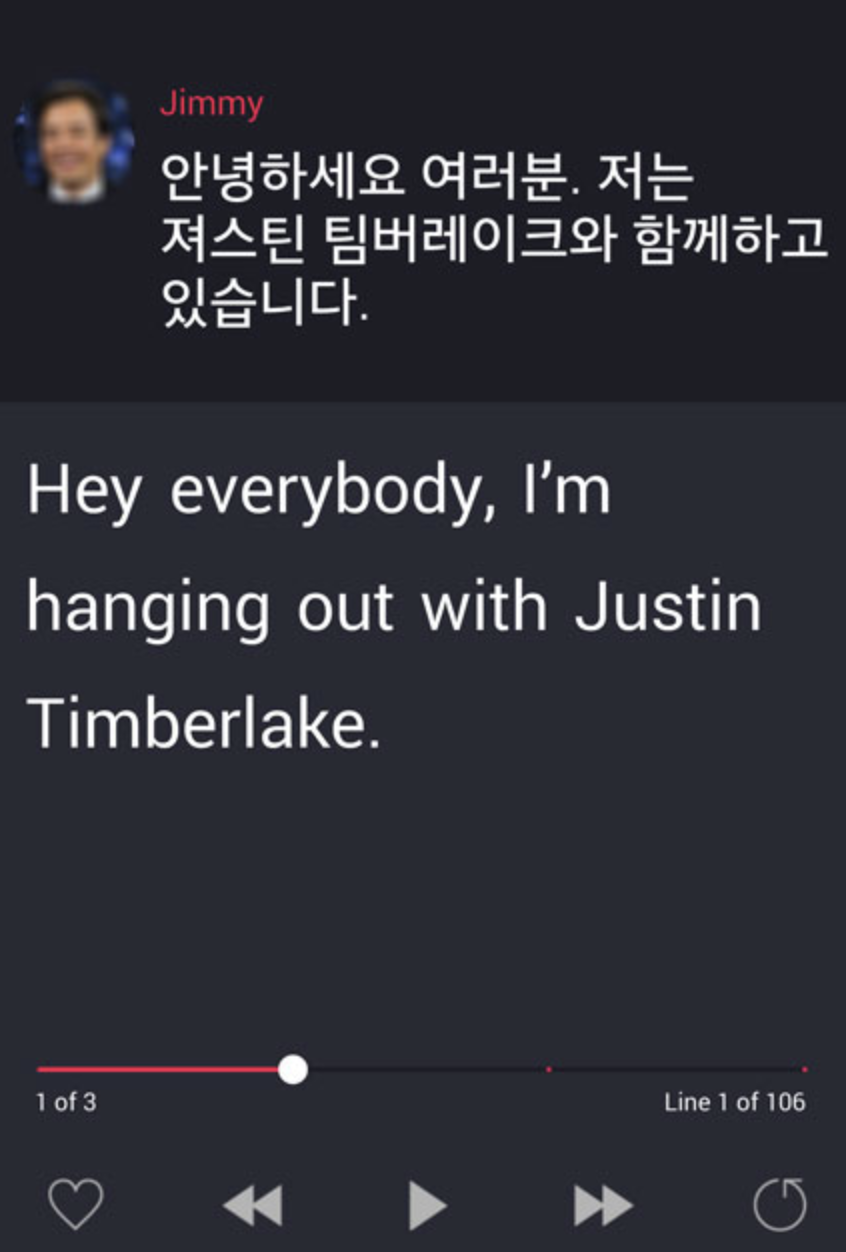 Jimmy
안녕하세요 여러분. 저는
져스틴 팀버레이크와 함께하고
있습니다.
Hey everybody, I’m
hanging out with Justin
Timberlake.
1 of 3
Line 1 of 106